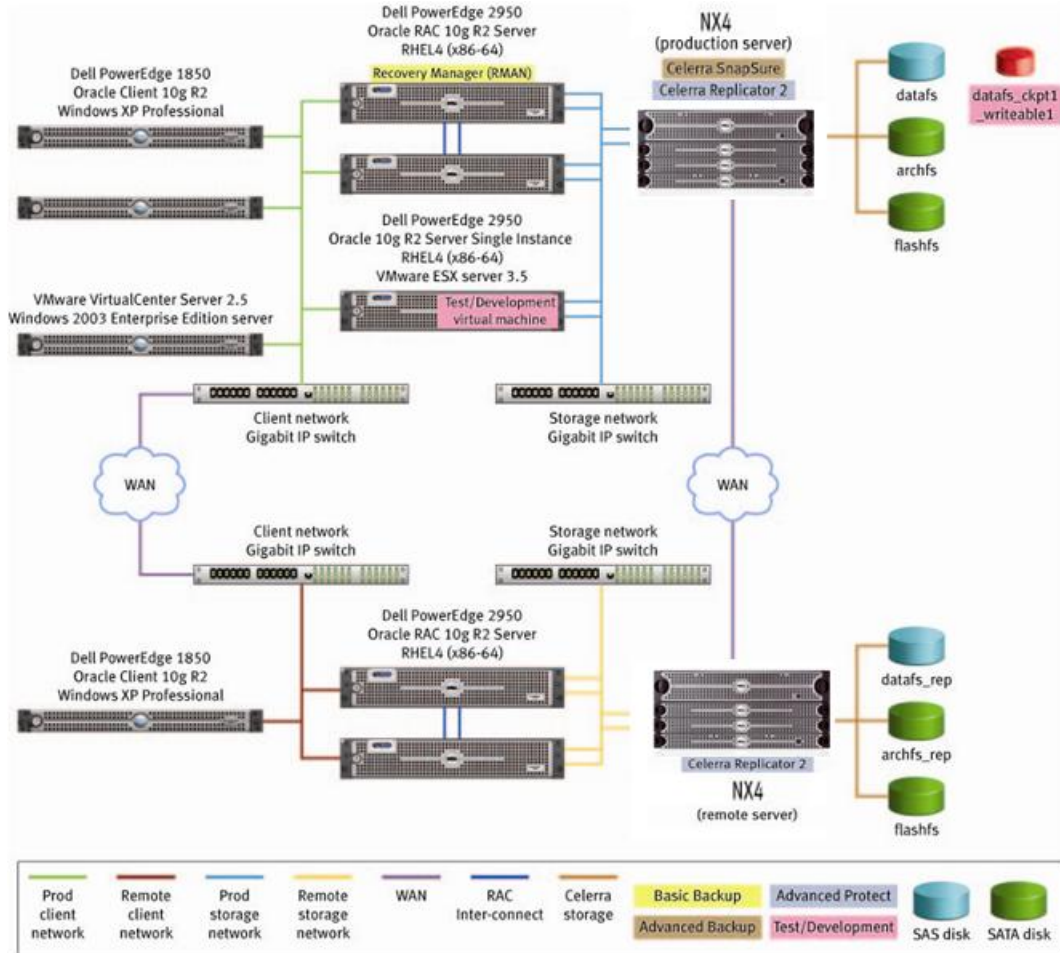 Dell PowerEdge 2950
Oracle RAC 10g R2 Server
RHEL4 (x86-64)
Recovery Manager (RMAN)
NX4
(production server)
Celerra SnapSure
Celerra Replicator 2
Dell PowerEdge 1850
Oracle Client 10g R2
Windows XP Professional
datafs
datafs_ckpt1
_writeable1
archfs
flashfs
Dell PowerEdge 2950
Oracle 10g R2 Server Single Instance
RHEL4 (x86-64)
VMware ESX server 3.5
Test/Development
virtual machine
VMware VirtualCenter Server 2.5
Windows 2003 Enterprise Edition server
Client network
Gigabit IP switch
Storage network
Gigabit IP switch
WAN
WAN
Client network
Gigabit IP switch
Storage network
Gigabit IP switch
Dell PowerEdge 2950
Oracle RAC 10g R2 Server
RHEL4 (x86-64)
Dell PowerEdge 1850
Oracle Client 10g R2
Windows XP Professional
Celerra Replicator 2
NX4
(remote server)
datafs_rep
archfs_rep
flashfs
Prod
client
network
Remote
client
network
Prod
storage
network
Remote
storage
network
WAN
RAC
Inter-connect
Celerra
storage
Basic Backup
Advanced Protect
Advanced Backup
Test/Development
SAS disk
SATA disk